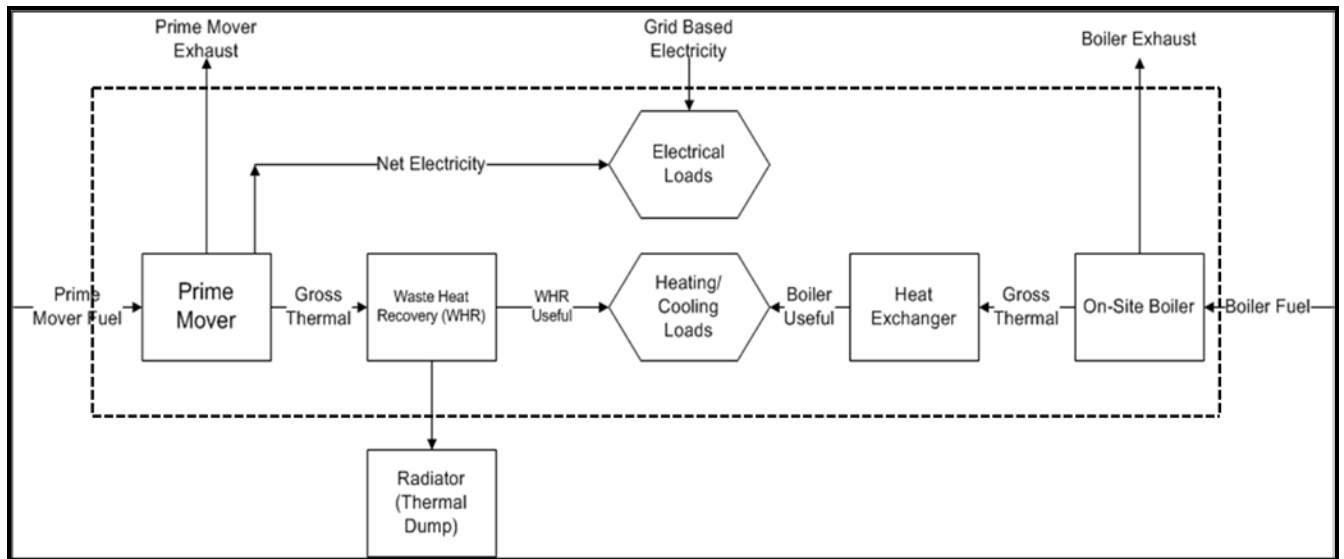 Prime Mover
Exhaust
Grid Based
Electricity
Boiler Exhaust
Net Electricity
Electrical
Loads
Prime
Mover Fuel
Prime
Mover
Gross
Thermal
Waste Heat
Recovery (WHR)
WHR
Useful
Heating/
Cooling
Loads
Boiler
Useful
Heat
Exchanger
Gross
Thermal
On-Site Boiler
Boiler Fuel
Radiator
(Thermal
Dump)